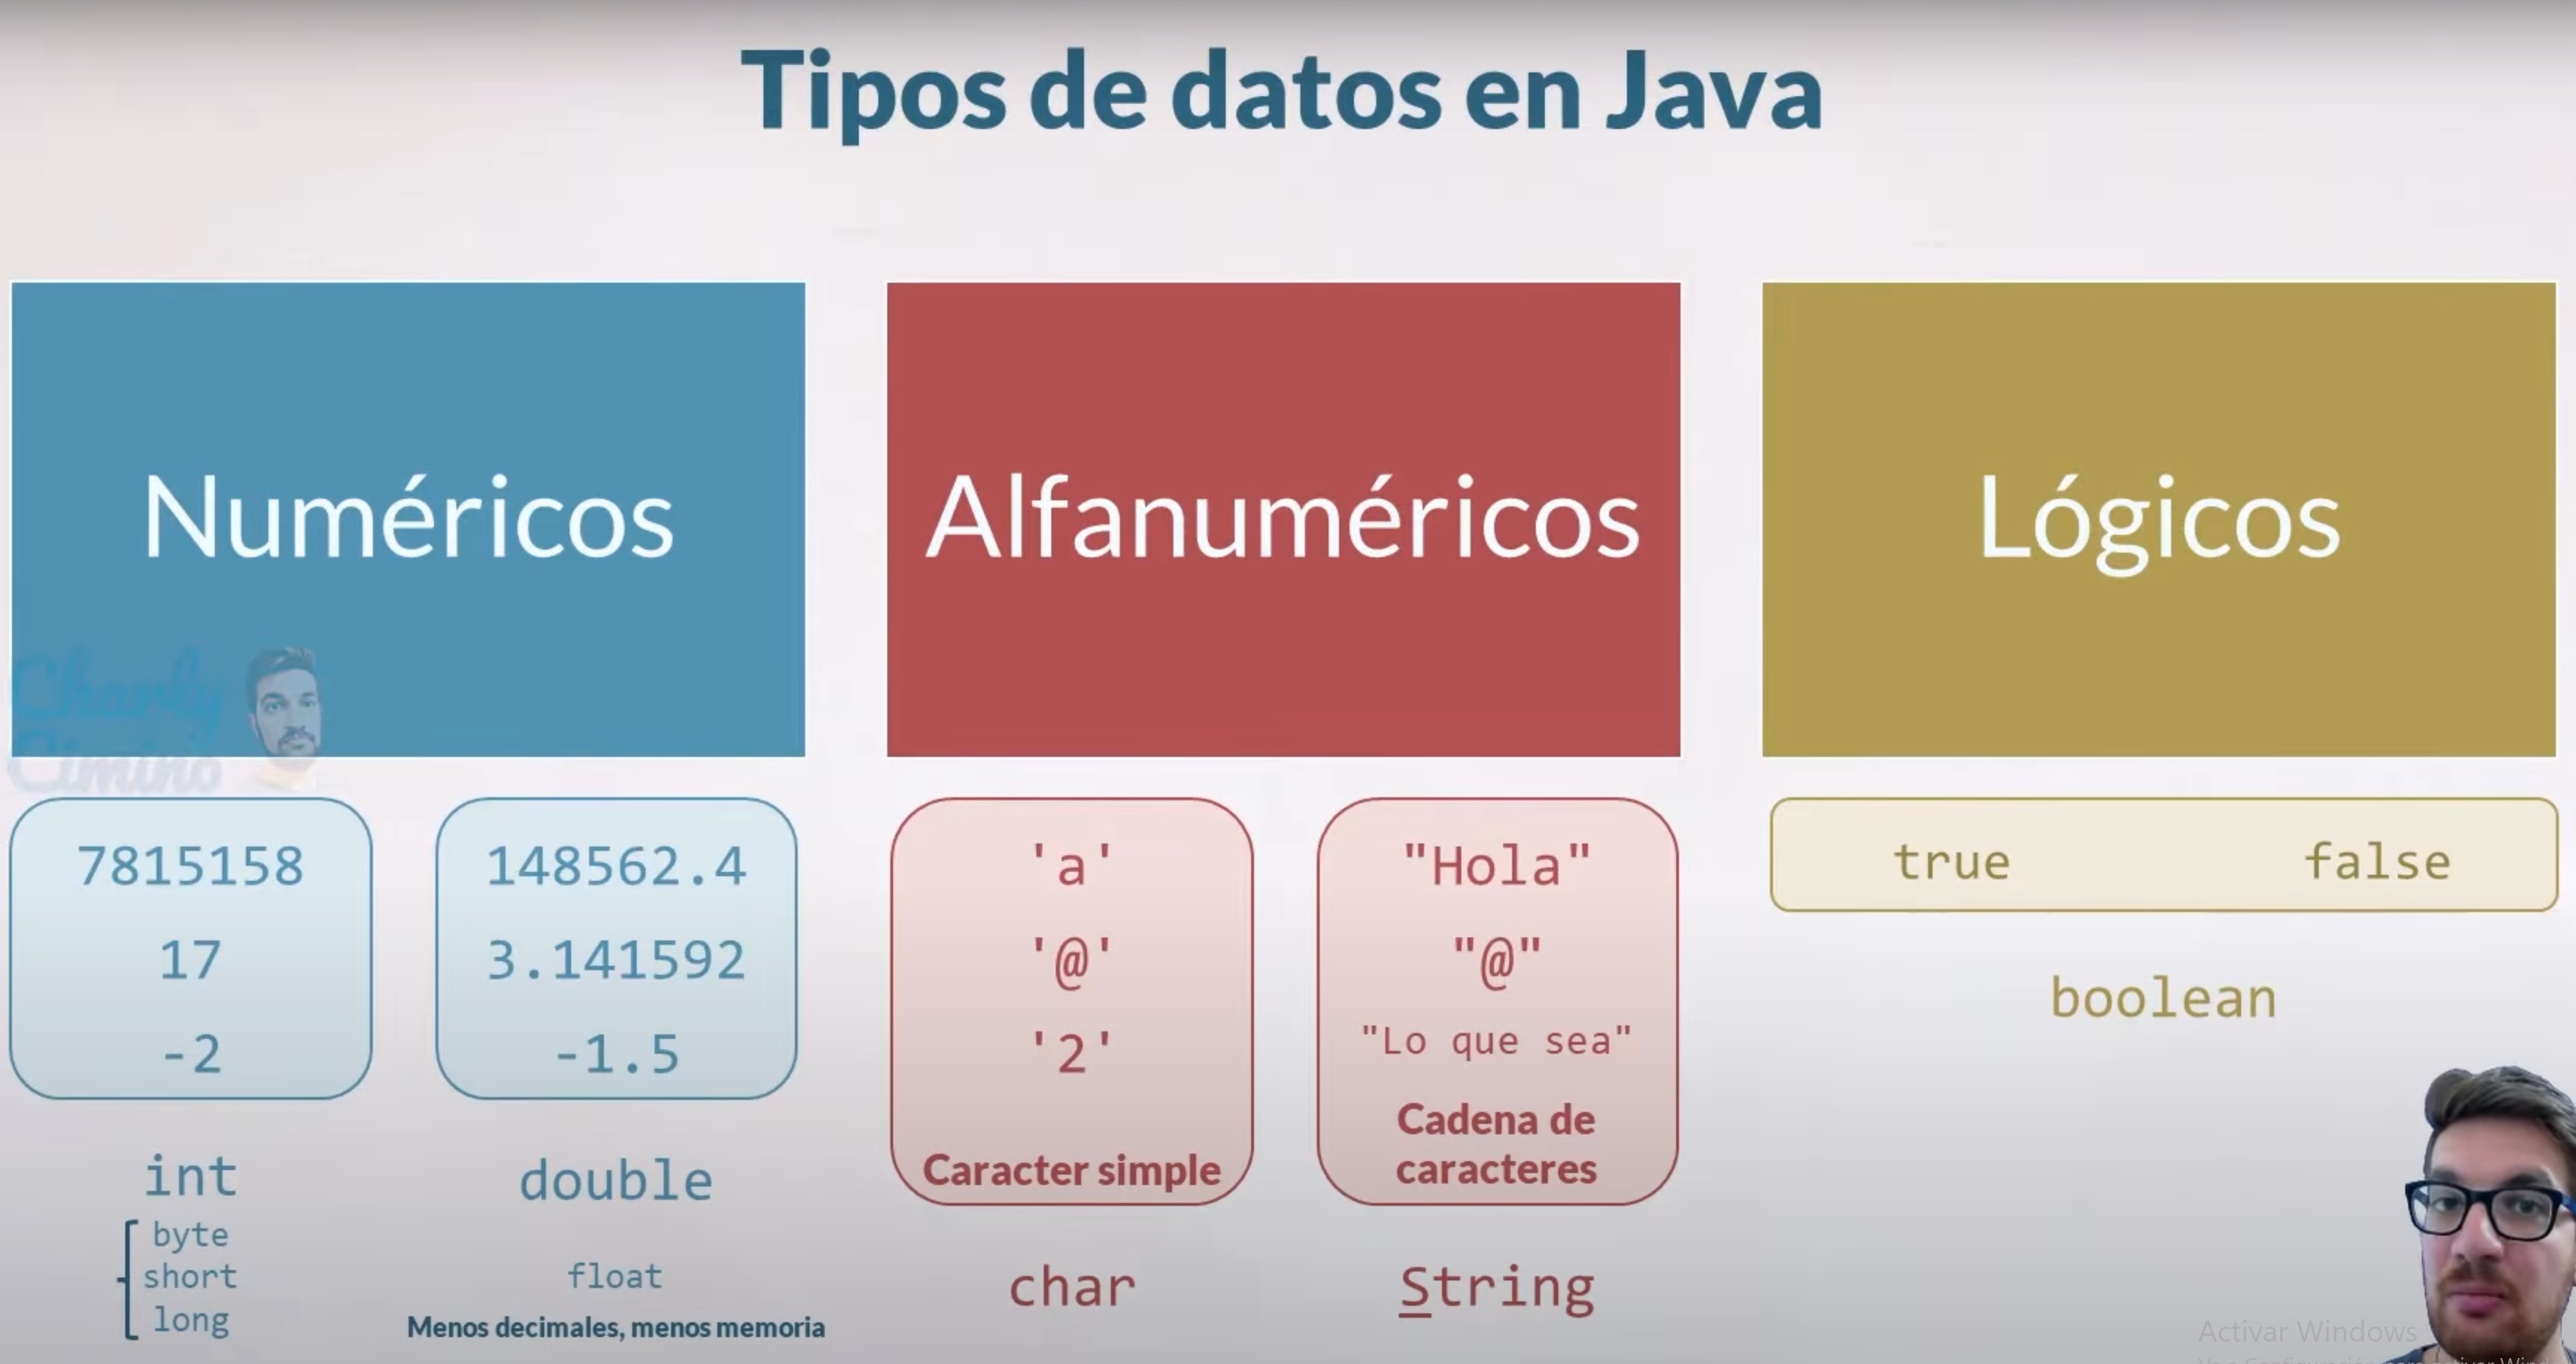 Tipos de datos en Java
Numéricos
Alfanuméricos
Lógicos
Charly
Cimino
7815158
17
-2
148562.4
3.141592
-1.5
'a'
'@'
'2'
Caracter simple
"Hola"
"@"
"Lo que sea"
Cadena de
caracteres
true false
boolean
int
byte
short
long
double
float
Menos decimales, menos memoria
char
String
Activar Windows